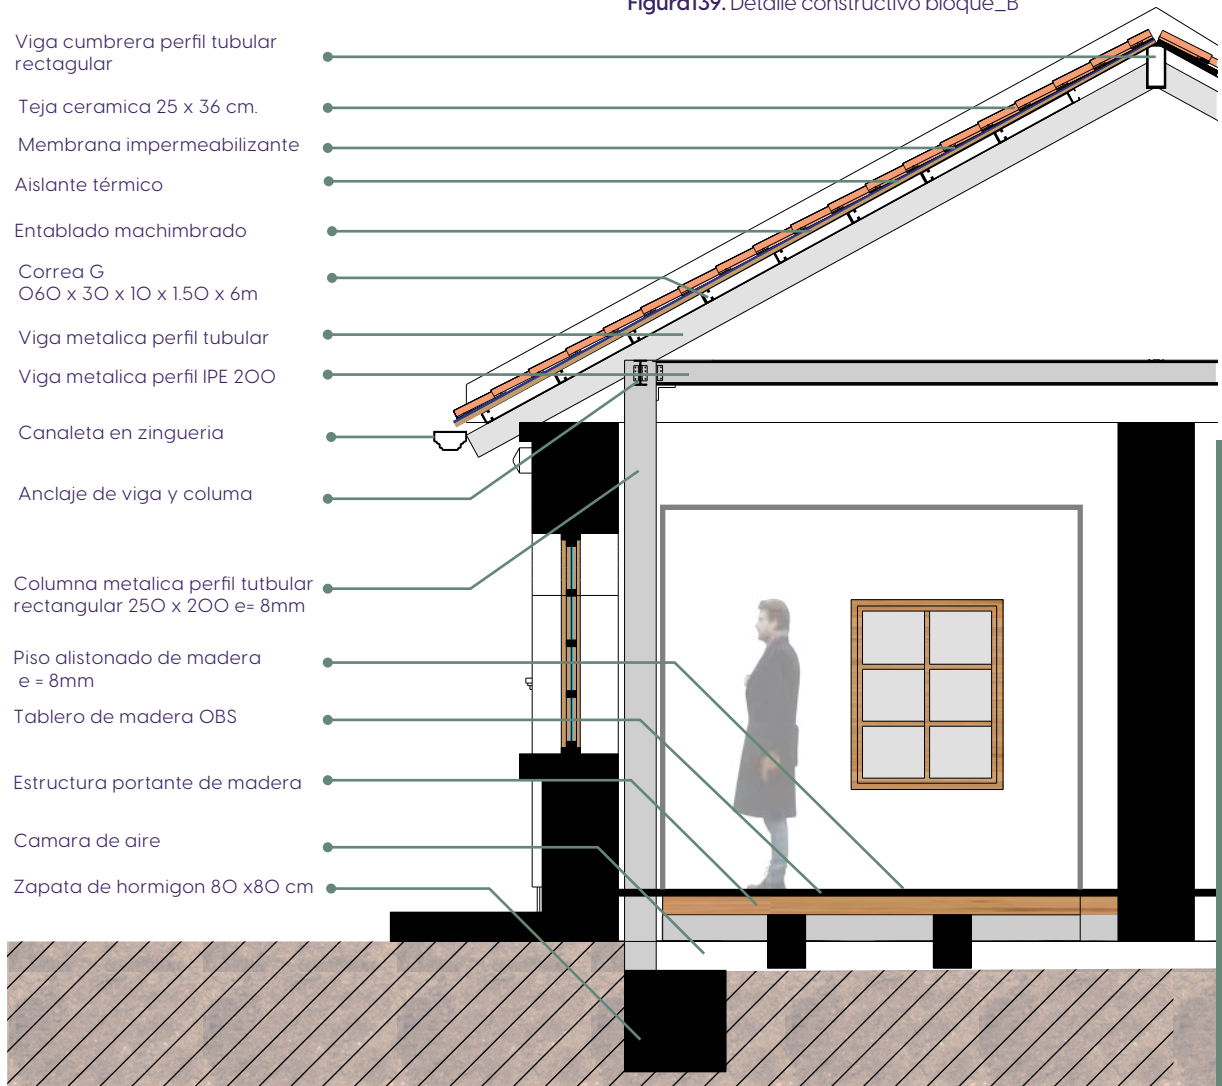 Figura139. Detalle constructivo bloque_B
Viga cumbrera perfil tubular
rectagular
Teja ceramica 25 x 36 cm.
Membrana impermeabilizante
Aislante térmico
Entablado machimbrado
Correa G
O60 x 30 x 10 x 1.50 x 6m
Viga metalica perfil tubular
Viga metalica perfil IPE 200
Canaleta en zingueria
Anclaje de viga y columa
Columna metalica perfil tutbular
rectangular 250 x 200 e= 8mm
Piso alistonado de madera
e = 8mm
Tablero de madera OBS
Estructura portante de madera
Camara de aire
Zapata de hormigon 80 x80 cm